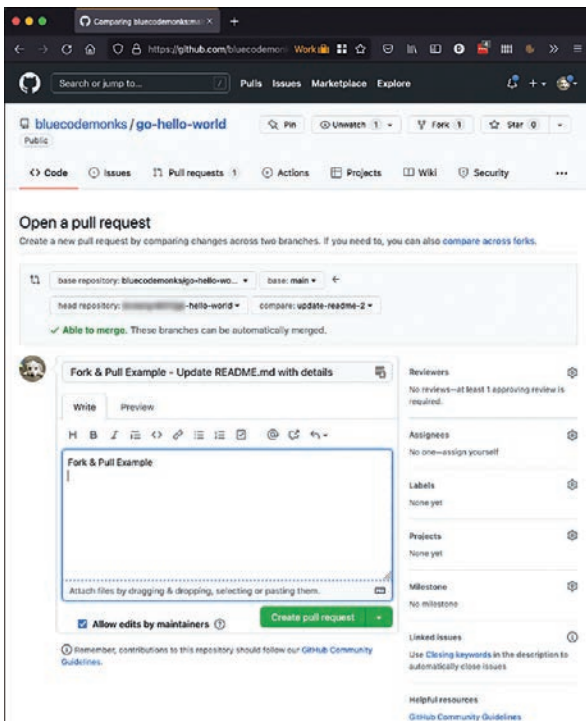 Comparing bluecodemonks:mai
https://github.com/bluecodemon
Work
Search or jump to...
/
Pulls Issues Marketplace Explore
bluecodemonks / go-hello-world
Public
Pin
Unwatch 1
Fork 1
Star 0
<> Code
Issues
Pull requests 1
Actions
Projects
Wiki
Security
Open a pull request
Create a new pull request by comparing changes across two branches. If you need to, you can also compare across forks.
base repository: bluecodemonks/go-hello-wo...
base: main
head repository:
-hello-world
compare: update-readme-2
Able to merge. These branches can be automatically merged.
Fork & Pull Example - Update README.md with details
Write
Preview
H B I
Fork & Pull Example
Attach files by dragging & dropping, selecting or pasting them.
Allow edits by maintainers
Create pull request
Remember, contributions to this repository should follow our GitHub Community
Guidelines.
Reviewers
No reviews—at least 1 approving review is
required.
Assignees
No one—assign yourself
Labels
None yet
Projects
None yet
Milestone
No milestone
Linked issues
Use Closing keywords in the description to
automatically close issues
Helpful resources
GitHub Community Guidelines